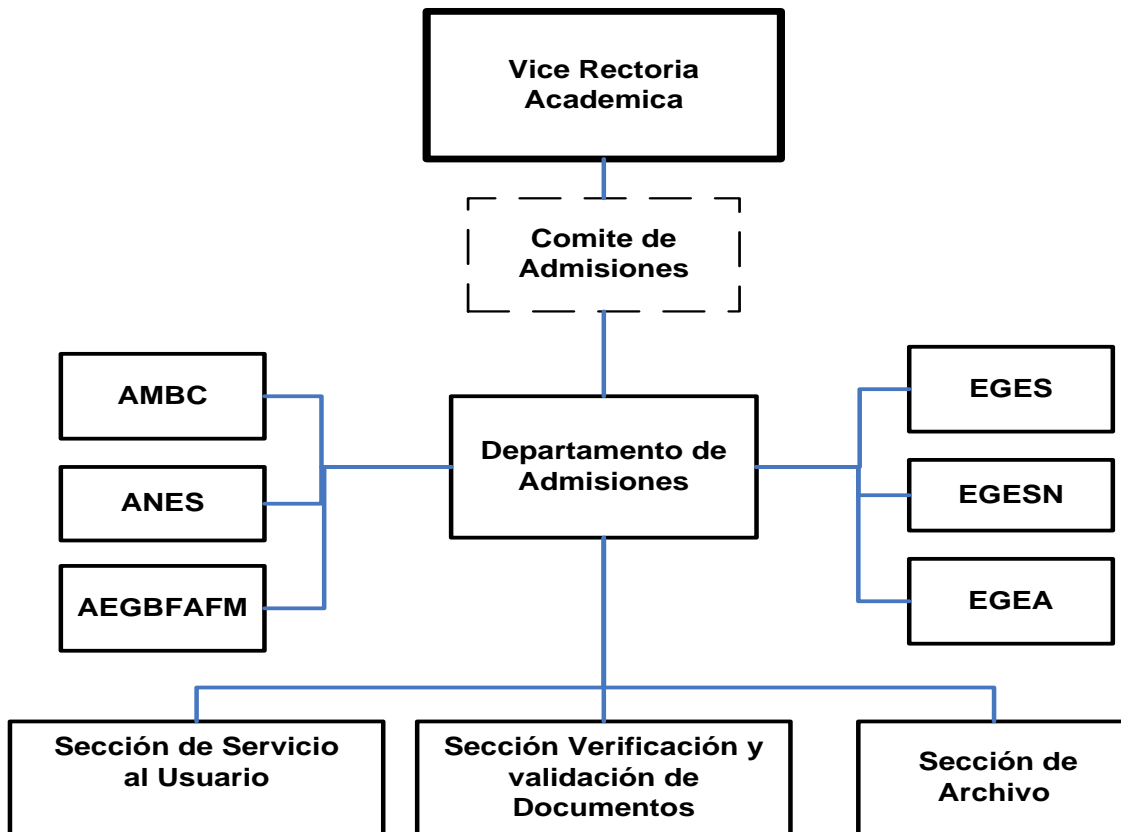 Vice Rectoria
Academica
Comite de
Admisiones
AMBC
ANES
AEGBFAFM
Departamento de
Admisiones
EGES
EGESN
EGEA
Sección de Servicio
al Usuario
Sección Verificación y
validación de
Documentos
Sección de
Archivo